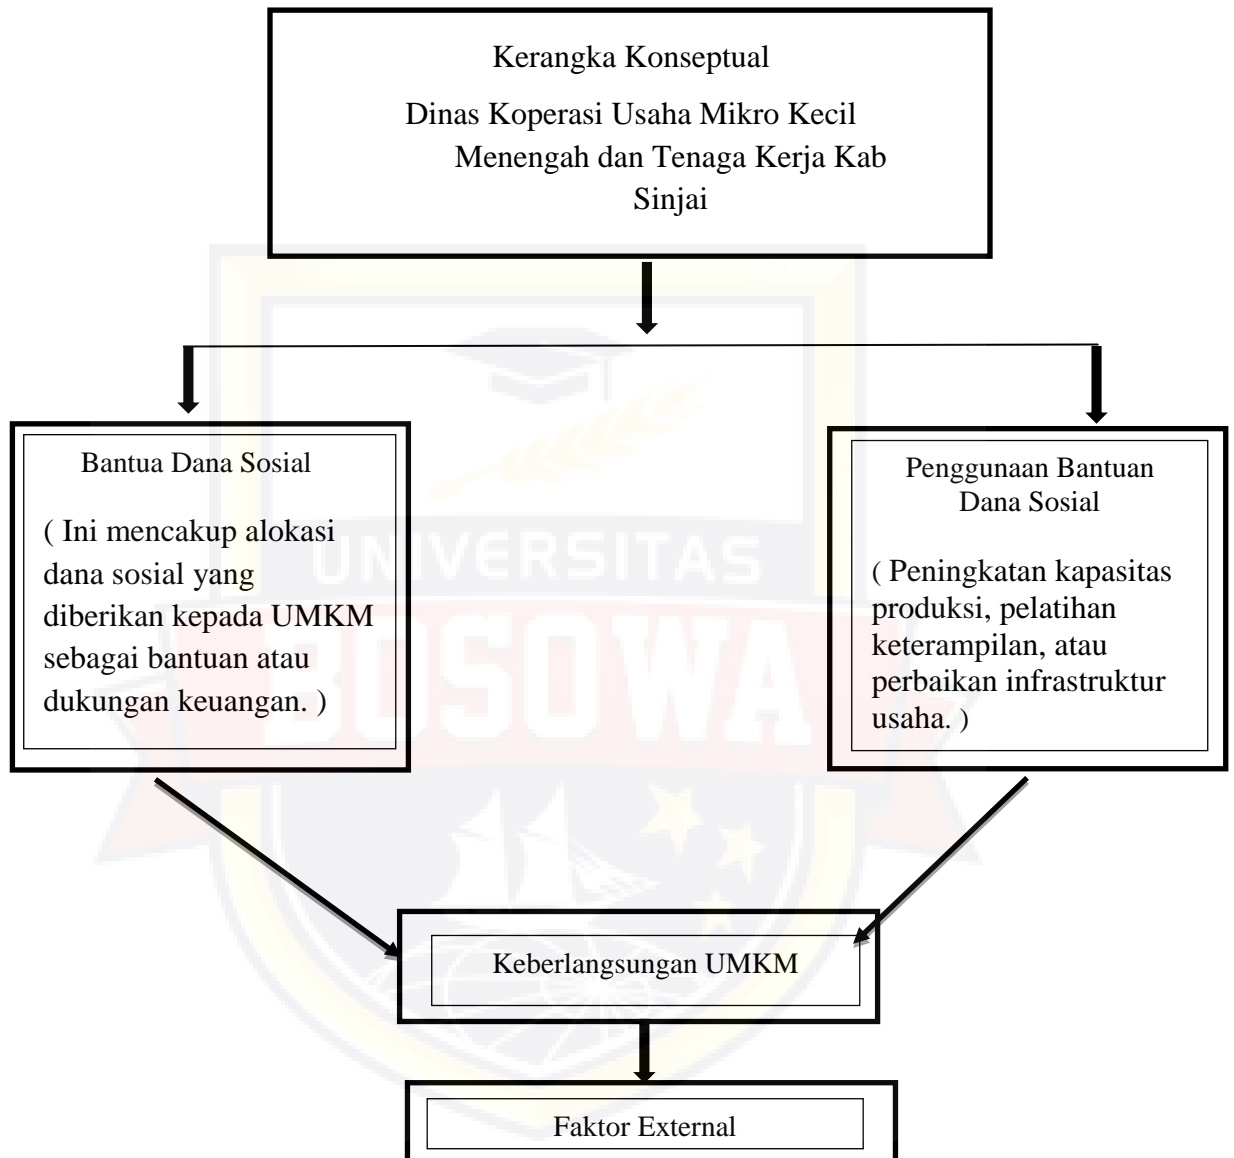 Kerangka Konseptual
Dinas Koperasi Usaha Mikro Kecil
Menengah dan Tenaga Kerja Kab
Sinjai
Bantua Dana Sosial
( Ini mencakup alokasi
dana sosial yang
diberikan kepada UMKM
sebagai bantuan atau
dukungan keuangan. )
Penggunaan Bantuan
Dana Sosial
( Peningkatan kapasitas
produksi, pelatihan
keterampilan, atau
perbaikan infrastruktur
usaha. )
UNIVERSITAS
BOSOWA
Keberlangsungan UMKM
Faktor External